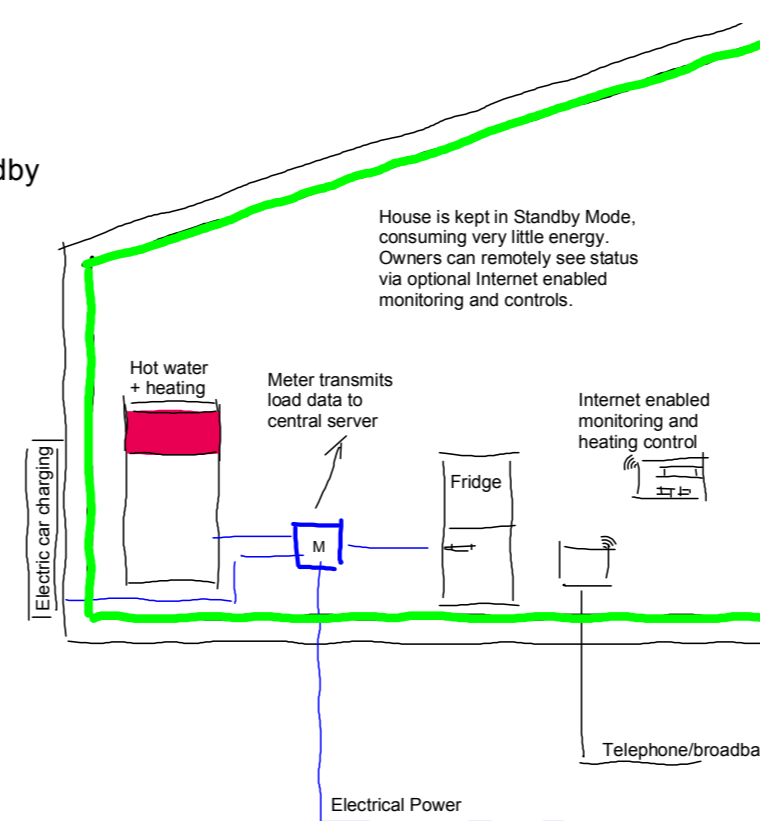 dby
House is kept in Standby Mode,
consuming very little energy.
Owners can remotely see status
via optional Internet enabled
monitoring and controls.
Hot water
+ heating
Meter transmits
load data to
central server
Internet enabled
monitoring and
heating control
Electric car charging
Fridge
M
Telephone/broadba
Electrical Power